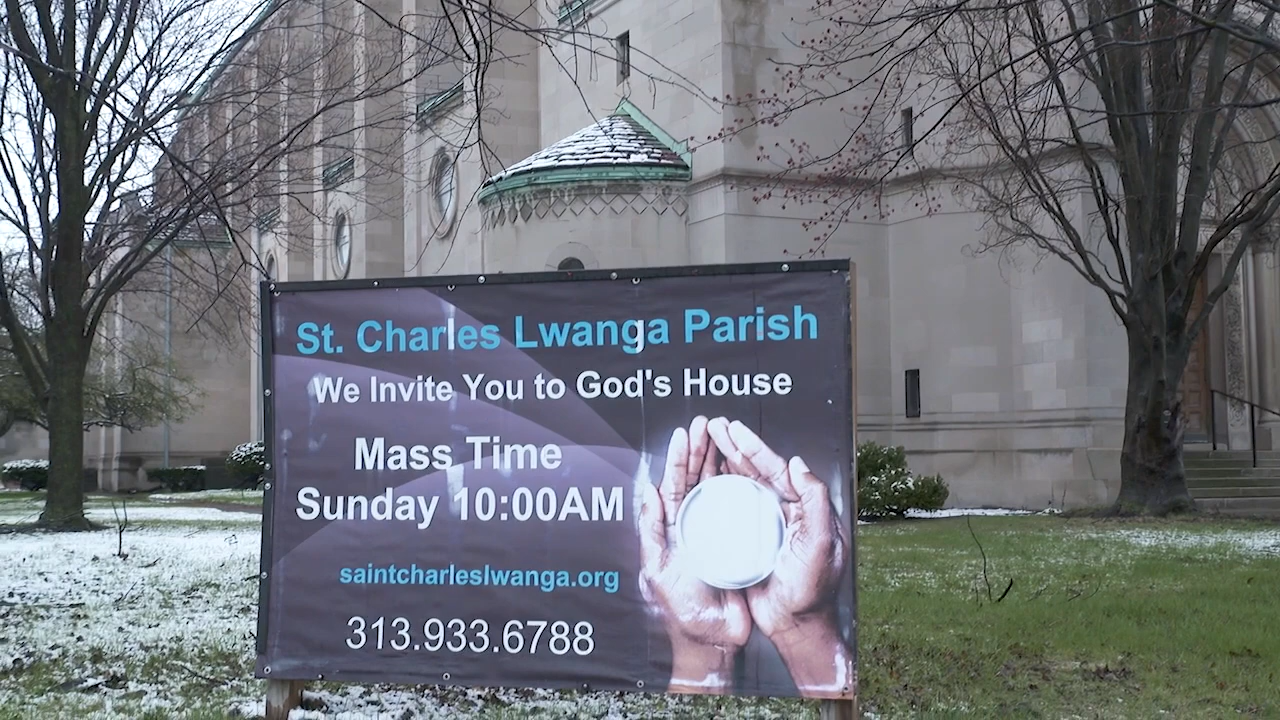 St. Charles Lwanga Parish
We Invite You to God's House
Mass Time
Sunday 10:00AM
saintcharleslwanga.org
313.933.6788